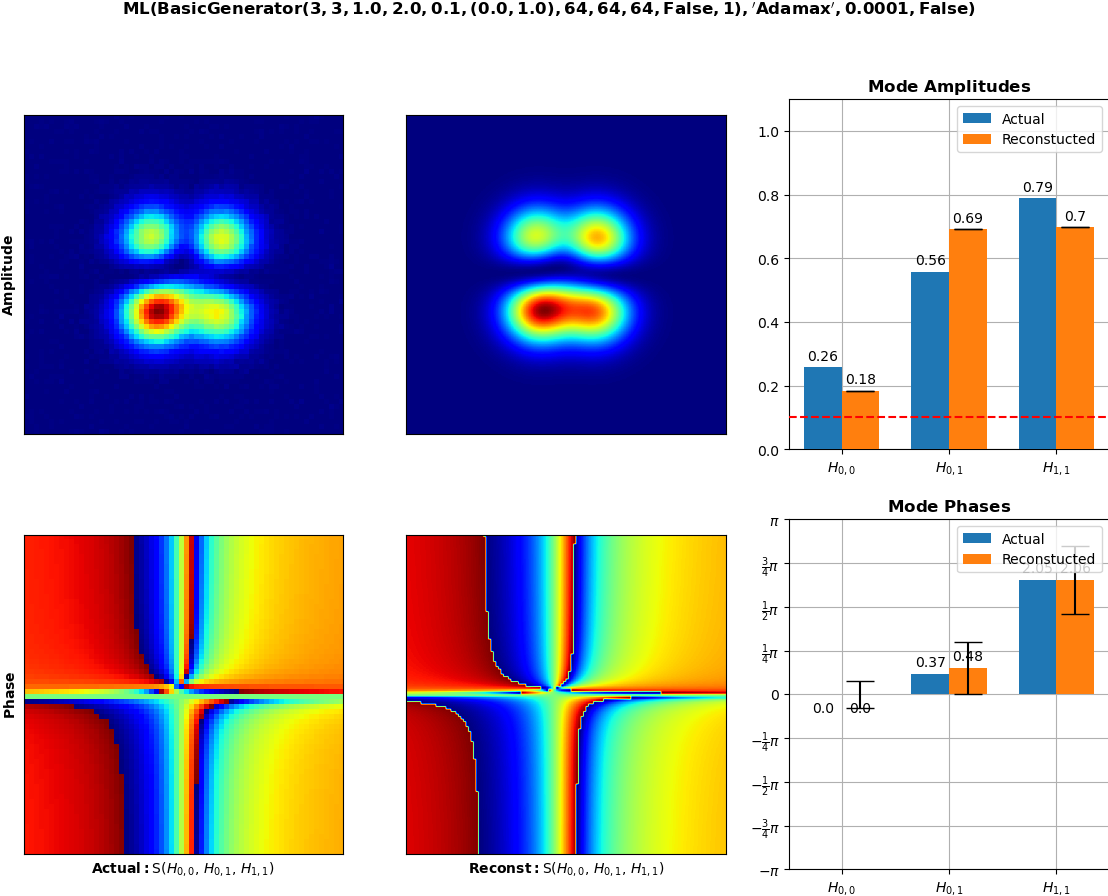 ML(BasicGenerator(3, 3, 1.0, 2.0, 0.1, (0.0, 1.0), 64, 64, 64, False, 1), ′Adamax′, 0.0001, False)
Amplitude
Mode Amplitudes
Actual
Reconstucted
1.0
0.8
0.6
0.4
0.2
0.0
0.26
0.18
0.56
0.69
0.79
0.7
H0,0
H0,1
H1,1
Phase
Actual: S(H0,0, H0,1, H1,1)
Reconst: S(H0,0, H0,1, H1,1)
Mode Phases
Actual
Reconstucted
π
3/4π
1/2π
1/4π
0
−1/4π
−1/2π
−3/4π
−π
0.0
0.0
0.37
0.48
2.05
2.06
H0,0
H0,1
H1,1